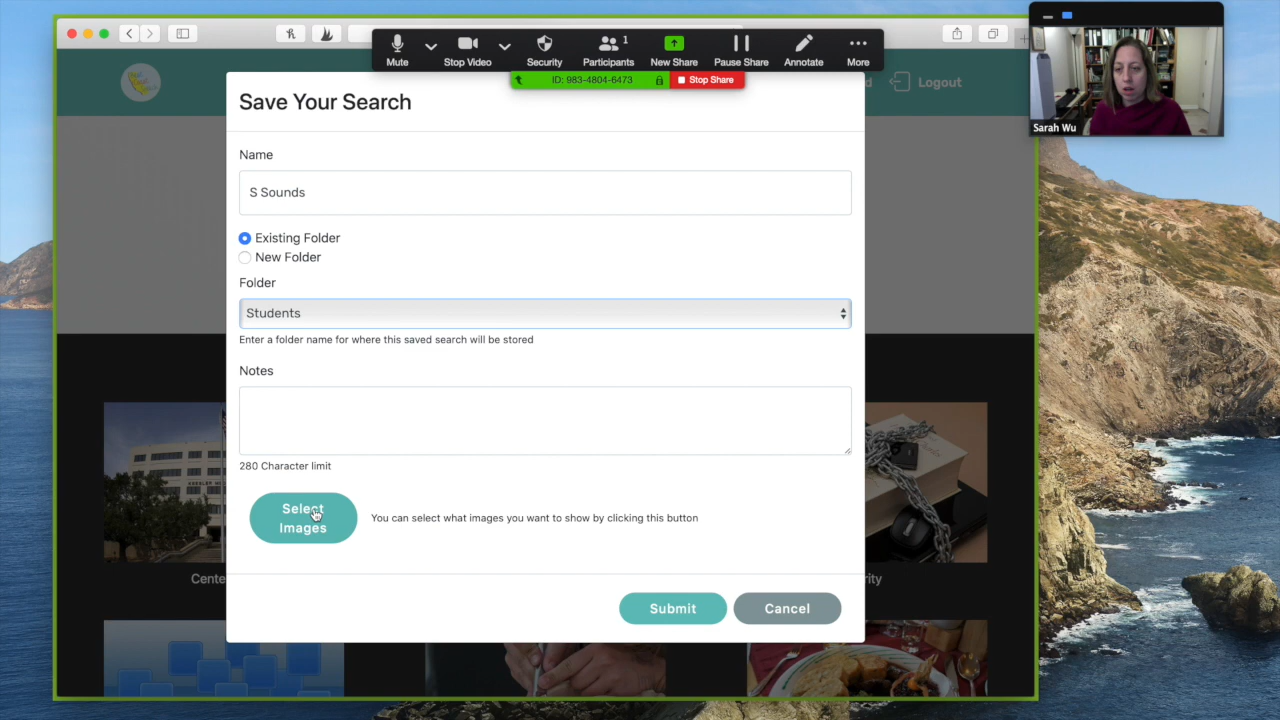 Mute
Stop Video
Security
Participants
1
New Share
Pause Share
Annotate
More
ID: 983-4804-6473
Stop Share
Sarah Wu
d
Logout
Save Your Search
Name
S Sounds
Existing Folder
New Folder
Folder
Students
Enter a folder name for where this saved search will be stored
Notes
280 Character limit
Select
Images
You can select what images you want to show by clicking this button
Cente
rity
Submit
Cancel